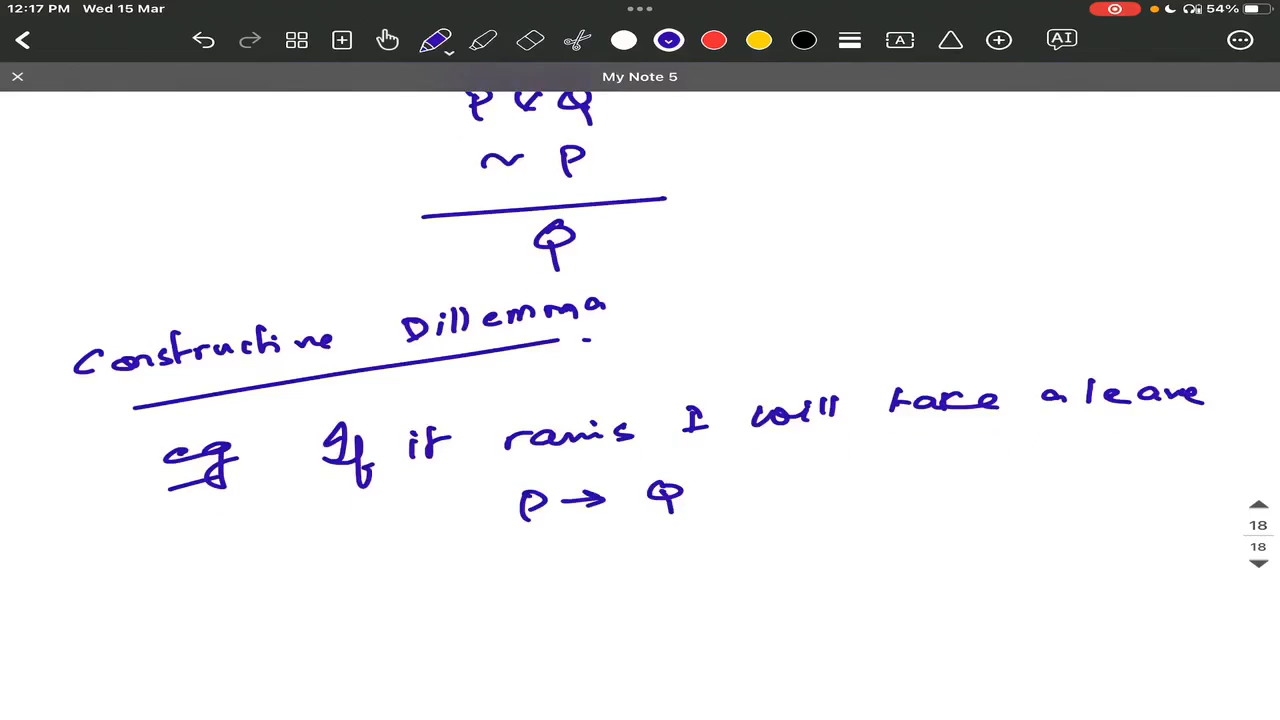 12:17 PM Wed 15 Mar
54%
A
AI
My Note 5
P V Q
~ P
Q
Constructive Dillemma
eg If it rains I will take a leave
P → Q
18
18